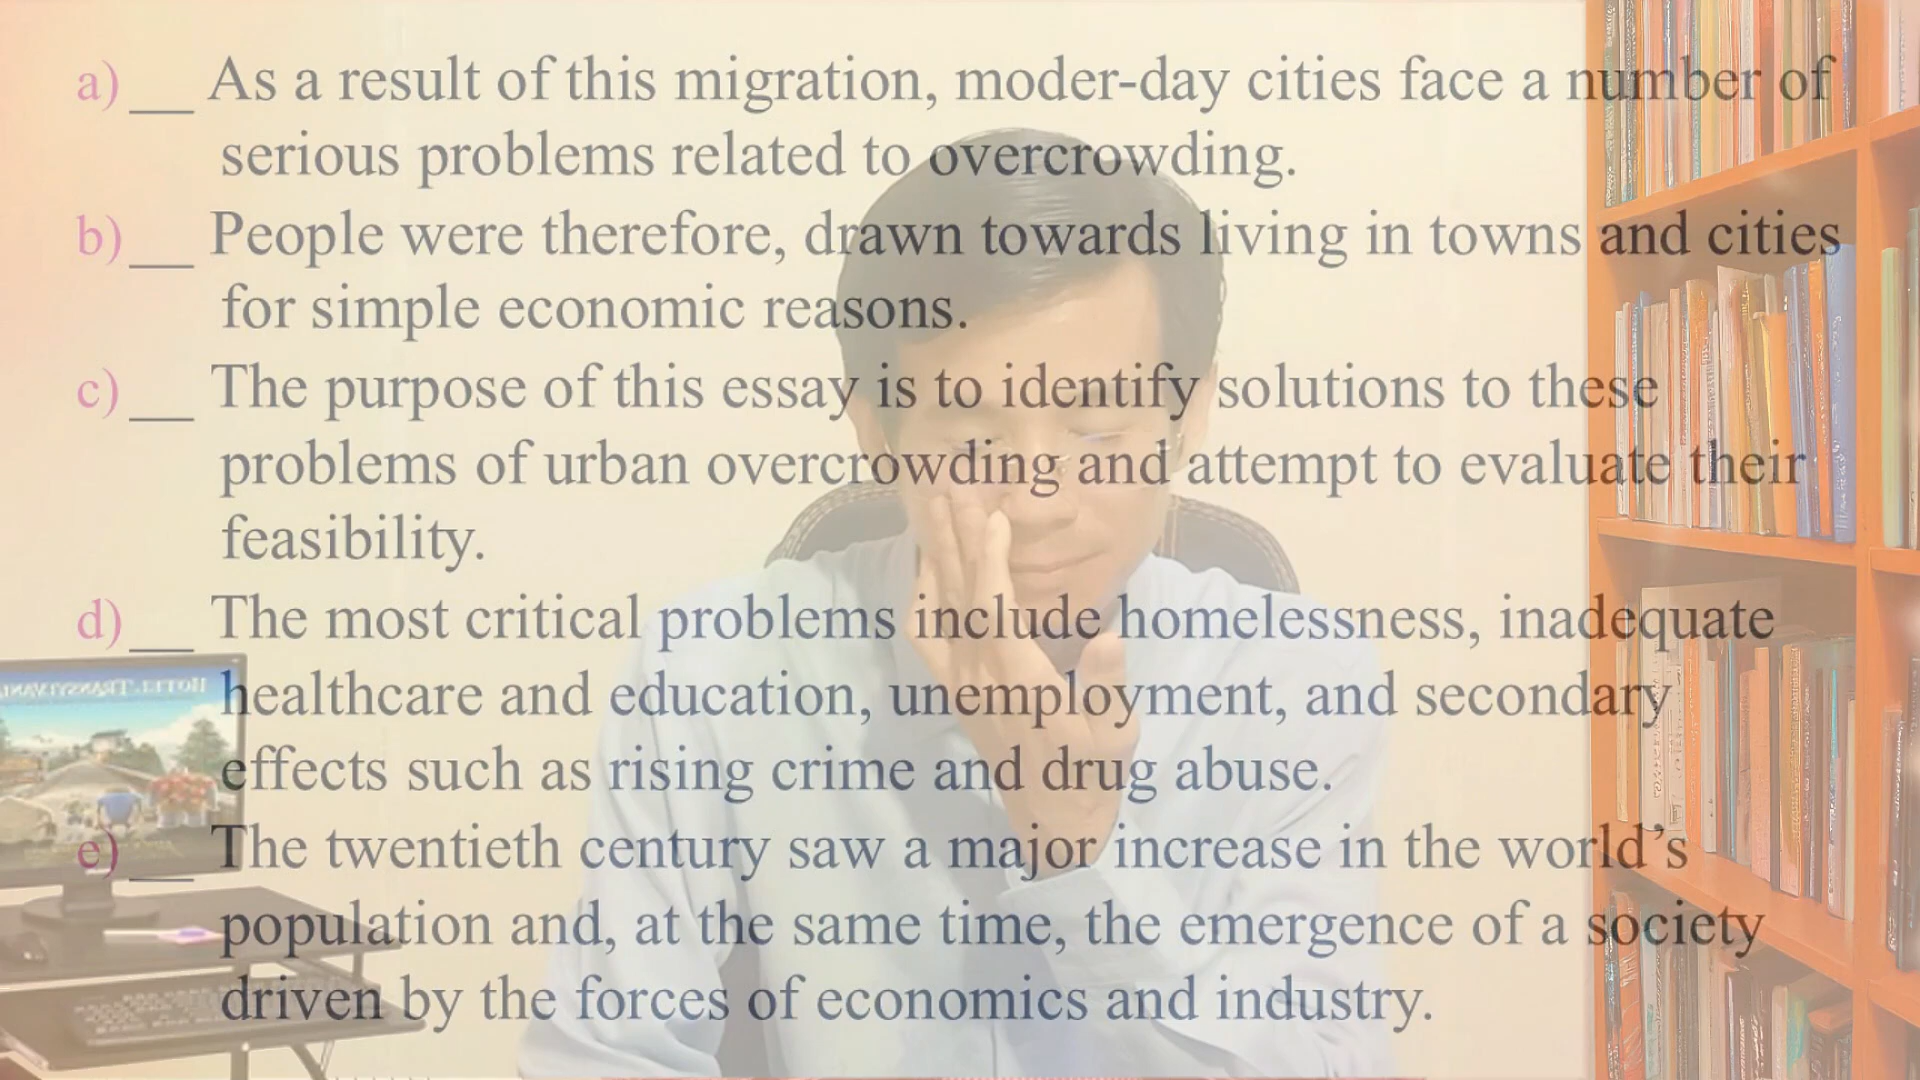 a) __ As a result of this migration, moder-day cities face a number of
serious problems related to overcrowding.
b) __ People were therefore, drawn towards living in towns and cities
for simple economic reasons.
c) __ The purpose of this essay is to identify solutions to these
problems of urban overcrowding and attempt to evaluate their
feasibility.
d) __ The most critical problems include homelessness, inadequate
healthcare and education, unemployment, and secondary
effects such as rising crime and drug abuse.
e) __ The twentieth century saw a major increase in the world's
population and, at the same time, the emergence of a society
driven by the forces of economics and industry.
HOTEL TRANSYLVANIA